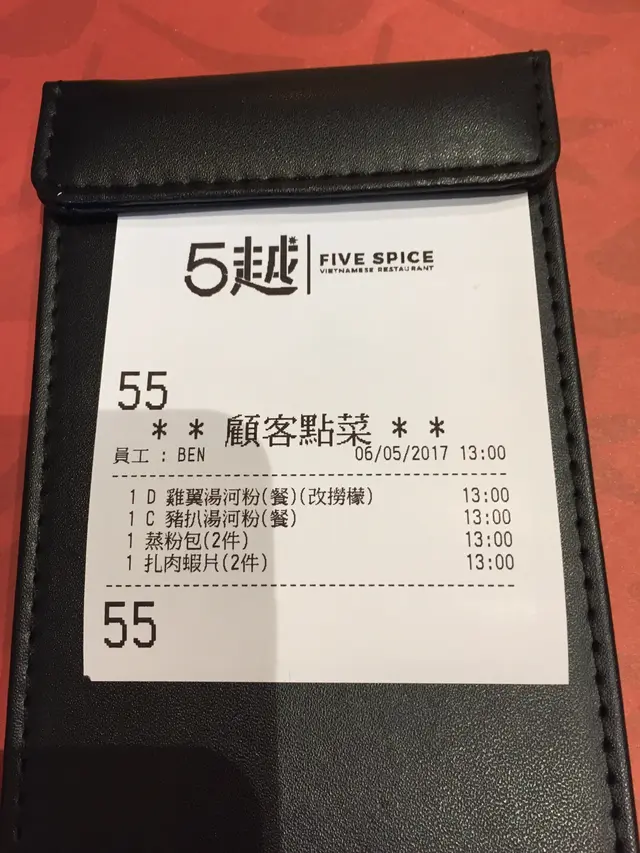 5越 FIVE SPICE
VIETNAMESE RESTAURANT
55
* * 顧客點菜 * *
員工 : BEN 06/05/2017 13:00
1 D 雞翼湯河粉(餐)(改撈檬) 13:00
1 C 豬扒湯河粉(餐) 13:00
1 蒸粉包(2件) 13:00
1 扎肉蝦片(2件) 13:00
55